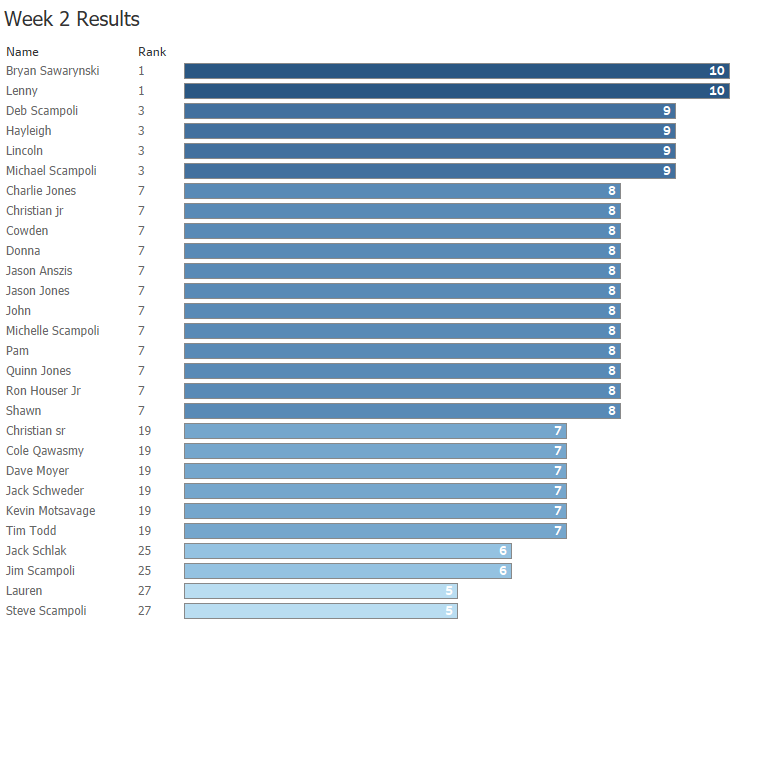 Week 2 Results
Name Rank
Bryan Sawarynski 1 10
Lenny 1 10
Deb Scampoli 3 9
Hayleigh 3 9
Lincoln 3 9
Michael Scampoli 3 9
Charlie Jones 7 8
Christian jr 7 8
Cowden 7 8
Donna 7 8
Jason Anszis 7 8
Jason Jones 7 8
John 7 8
Michelle Scampoli 7 8
Pam 7 8
Quinn Jones 7 8
Ron Houser Jr 7 8
Shawn 7 8
Christian sr 19 7
Cole Qawasmy 19 7
Dave Moyer 19 7
Jack Schweder 19 7
Kevin Motsavage 19 7
Tim Todd 19 7
Jack Schlak 25 6
Jim Scampoli 25 6
Lauren 27 5
Steve Scampoli 27 5